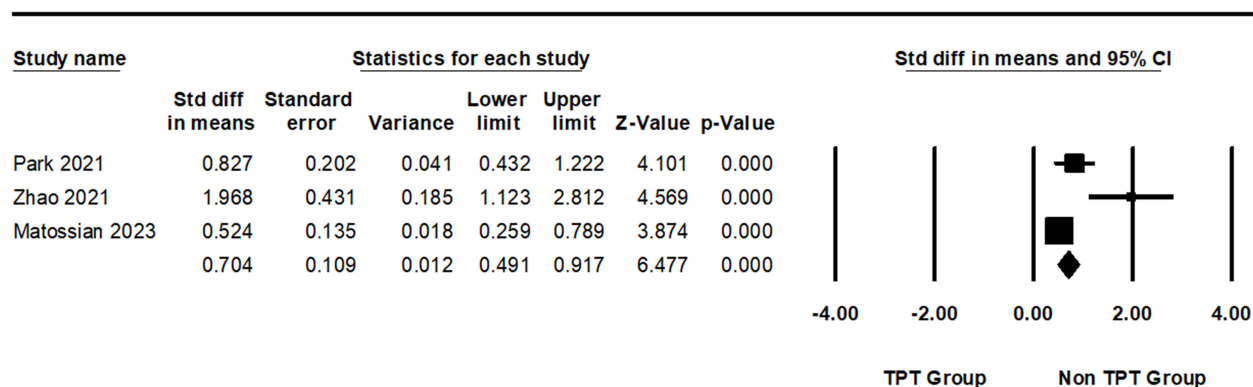 Study name Statistics for each study Std diff in means and 95% CI
Std diff in means Standard error Variance Lower limit Upper limit Z-Value p-Value
Park 2021 0.827 0.202 0.041 0.432 1.222 4.101 0.000
Zhao 2021 1.968 0.431 0.185 1.123 2.812 4.569 0.000
Matossian 2023 0.524 0.135 0.018 0.259 0.789 3.874 0.000
0.704 0.109 0.012 0.491 0.917 6.477 0.000
-4.00 -2.00 0.00 2.00 4.00
TPT Group Non TPT Group